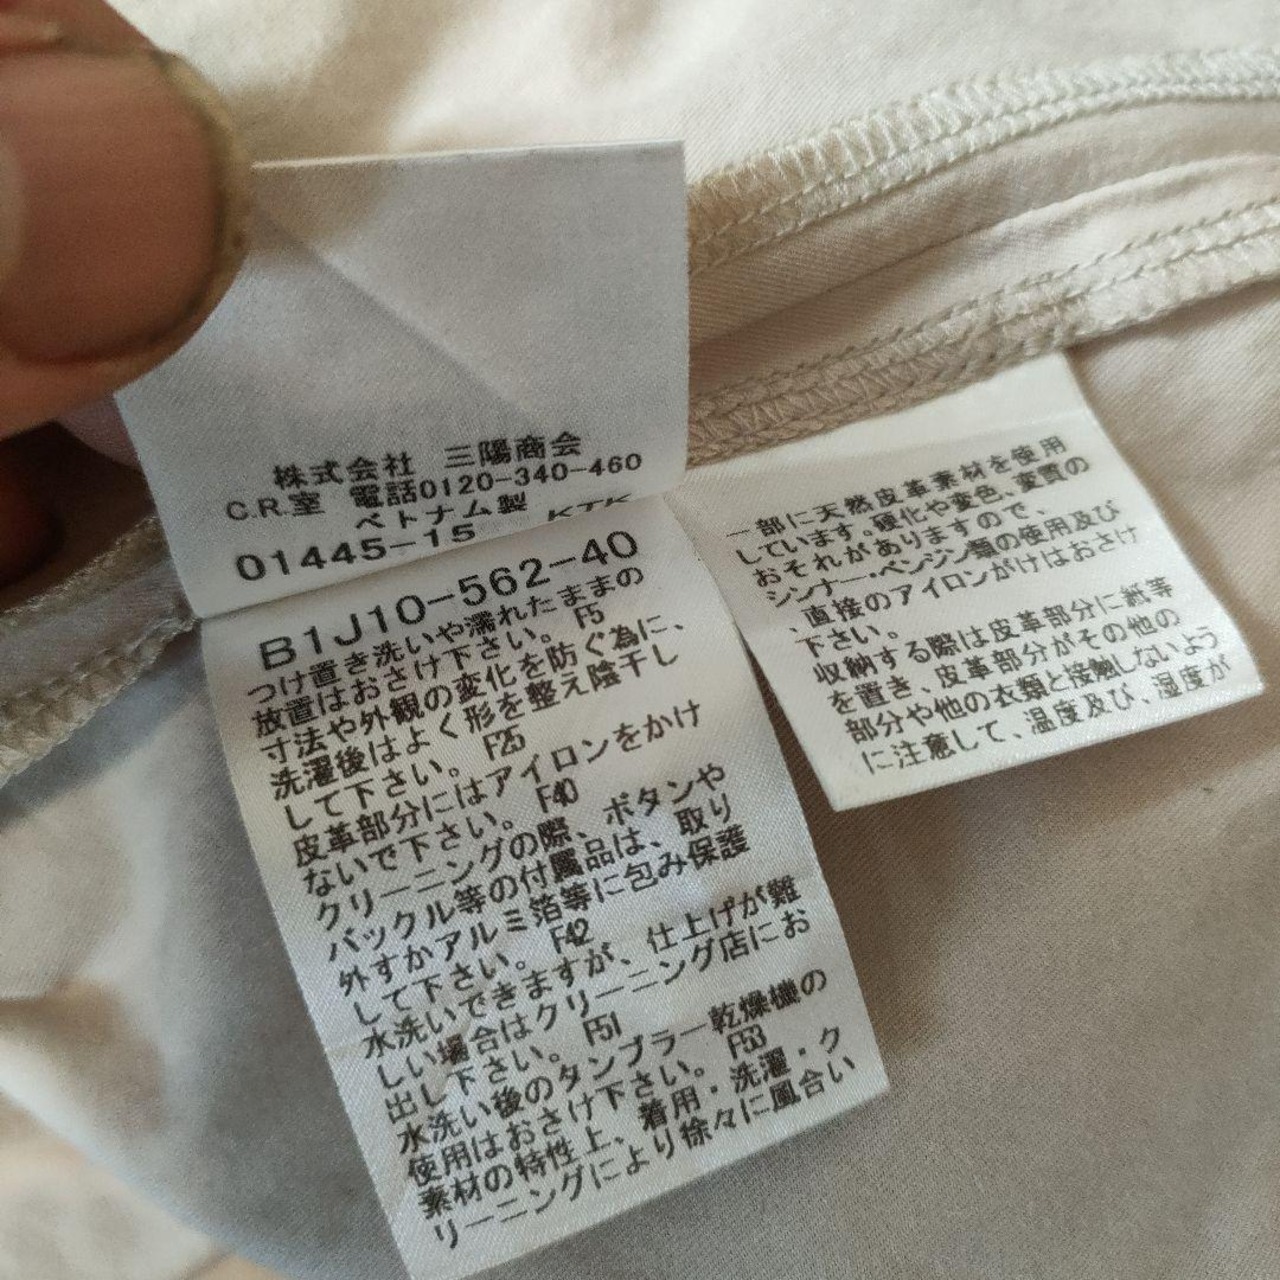 株式会社 三陽商会
C.R.室 電話0120-340-460
ベトナム製
01445-15 KTK
B1J10-562-40
つけ置き洗いや濡れたままの
放置はおさけ下さい。 F5
寸法や外観の変化を防ぐ為に、
洗濯後はよく形を整え陰干し
して下さい。 F25
皮革部分にはアイロンをかけ
ないで下さい。 F40
クリーニングの際、ボタンや
バックル等の付属品は、取り
外すかアルミ箔等に包み保護
して下さい。 F42
水洗いできますが、仕上げが難
しい場合はクリーニング店にお
出し下さい。 F51
水洗い後のタンブラー乾燥機の
使用はおさけ下さい。 F53
素材の特性上、着用・洗濯・ク
リーニングにより徐々に風合い
一部に天然皮革素材を使用
しています。硬化や変色、変質の
おそれがありますので、
シンナー・ベンジン類の使用及び
、直接のアイロンがけはおさけ
下さい。
収納する際は皮革部分に紙等
を置き、皮革部分がその他の
部分や他の衣類と接触しないよう
に注意して、温度及び、湿度が